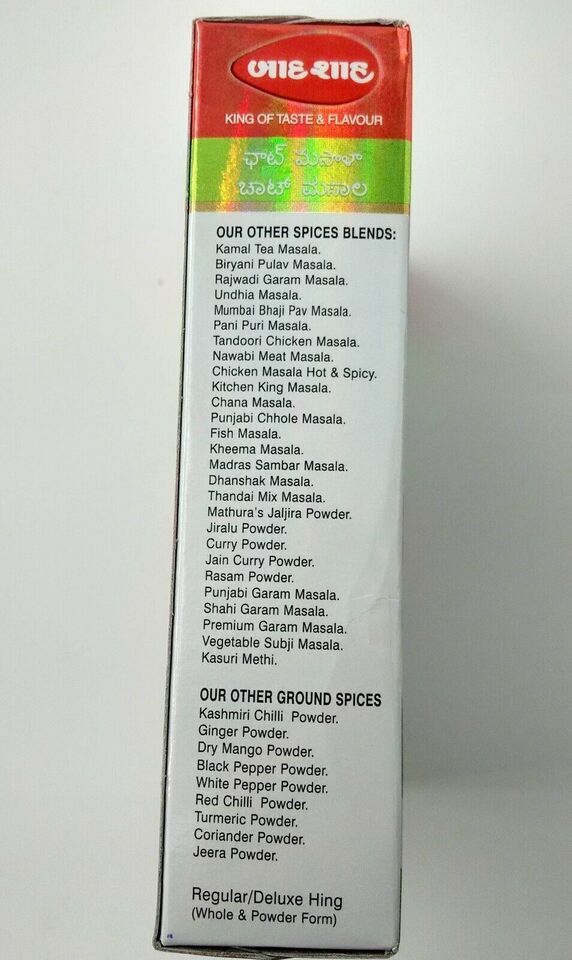 બાદશાહ
KING OF TASTE & FLAVOUR
ಚಾಟ್ ಮಸಾಲ
OUR OTHER SPICES BLENDS:
Kamal Tea Masala.
Biryani Pulav Masala.
Rajwadi Garam Masala.
Undhia Masala.
Mumbai Bhaji Pav Masala.
Pani Puri Masala.
Tandoori Chicken Masala.
Nawabi Meat Masala.
Chicken Masala Hot & Spicy.
Kitchen King Masala.
Chana Masala.
Punjabi Chhole Masala.
Fish Masala.
Kheema Masala.
Madras Sambar Masala.
Dhanshak Masala.
Thandai Mix Masala.
Mathura's Jaljira Powder.
Jiralu Powder.
Curry Powder.
Jain Curry Powder.
Rasam Powder.
Punjabi Garam Masala.
Shahi Garam Masala.
Premium Garam Masala.
Vegetable Subji Masala.
Kasuri Methi.
OUR OTHER GROUND SPICES
Kashmiri Chilli Powder.
Ginger Powder.
Dry Mango Powder.
Black Pepper Powder.
White Pepper Powder.
Red Chilli Powder.
Turmeric Powder.
Coriander Powder.
Jeera Powder.
Regular/Deluxe Hing
(Whole & Powder Form)